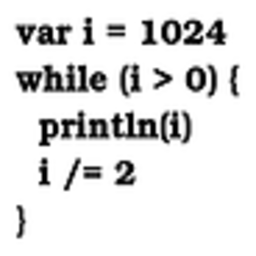 var i = 1024
while (i > 0) {
println(i)
i /= 2
}